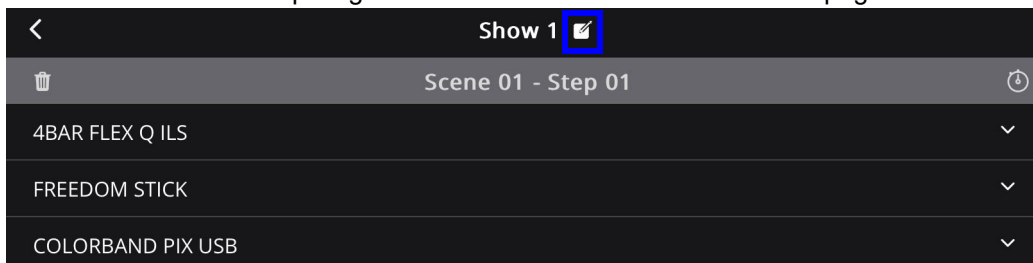 Show 1
Scene 01 - Step 01
4BAR FLEX Q ILS
FREEDOM STICK
COLORBAND PIX USB